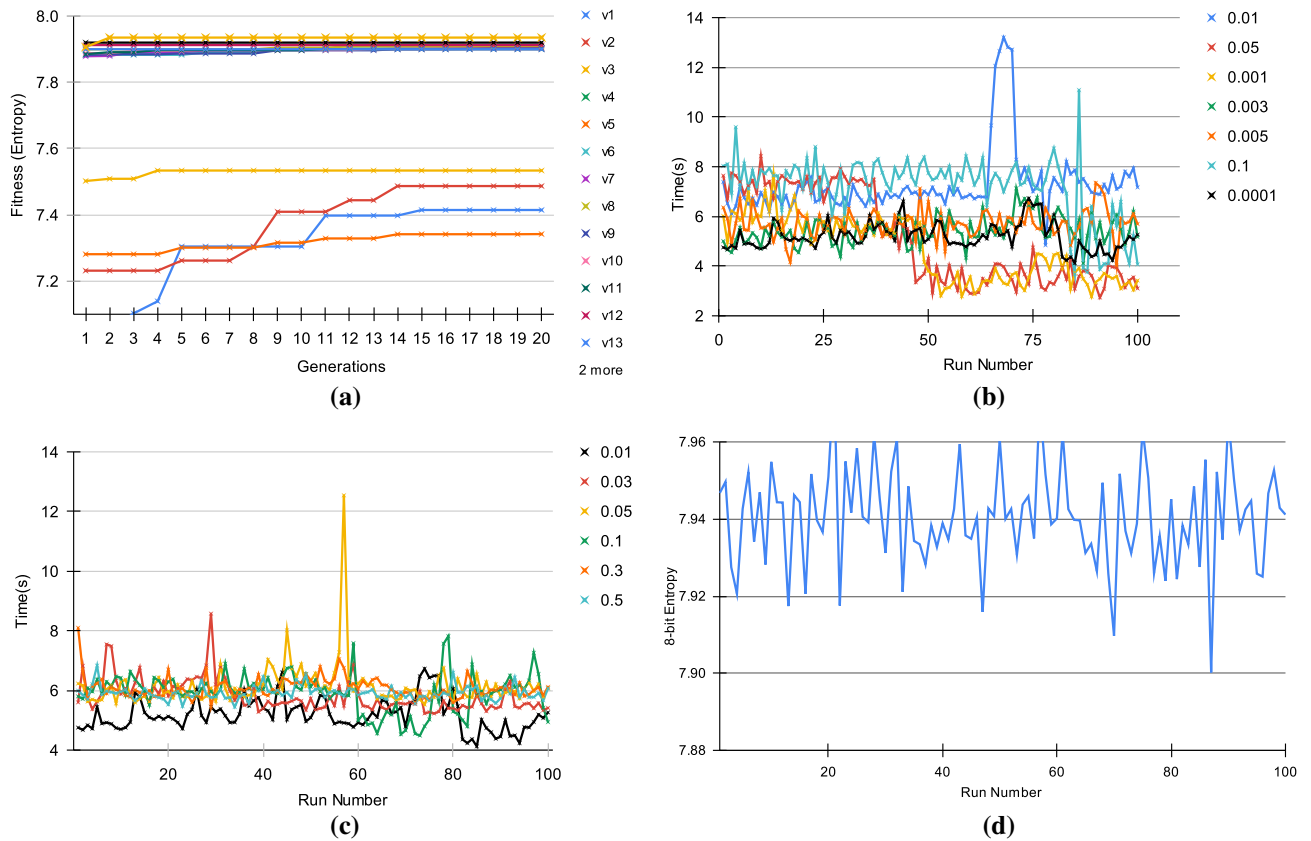 8.0
7.8
7.6
7.4
7.2
Fitness (Entropy)
1 2 3 4 5 6 7 8 9 10 11 12 13 14 15 16 17 18 19 20
Generations
v1
v2
v3
v4
v5
v6
v7
v8
v9
v10
v11
v12
v13
2 more
(a)
14
12
10
8
6
4
2
Time(s)
0 25 50 75 100
Run Number
0.01
0.05
0.001
0.003
0.005
0.1
0.0001
(b)
14
12
10
8
6
4
Time(s)
20 40 60 80 100
Run Number
0.01
0.03
0.05
0.1
0.3
0.5
(c)
7.96
7.94
7.92
7.90
7.88
8-bit Entropy
20 40 60 80 100
Run Number
(d)